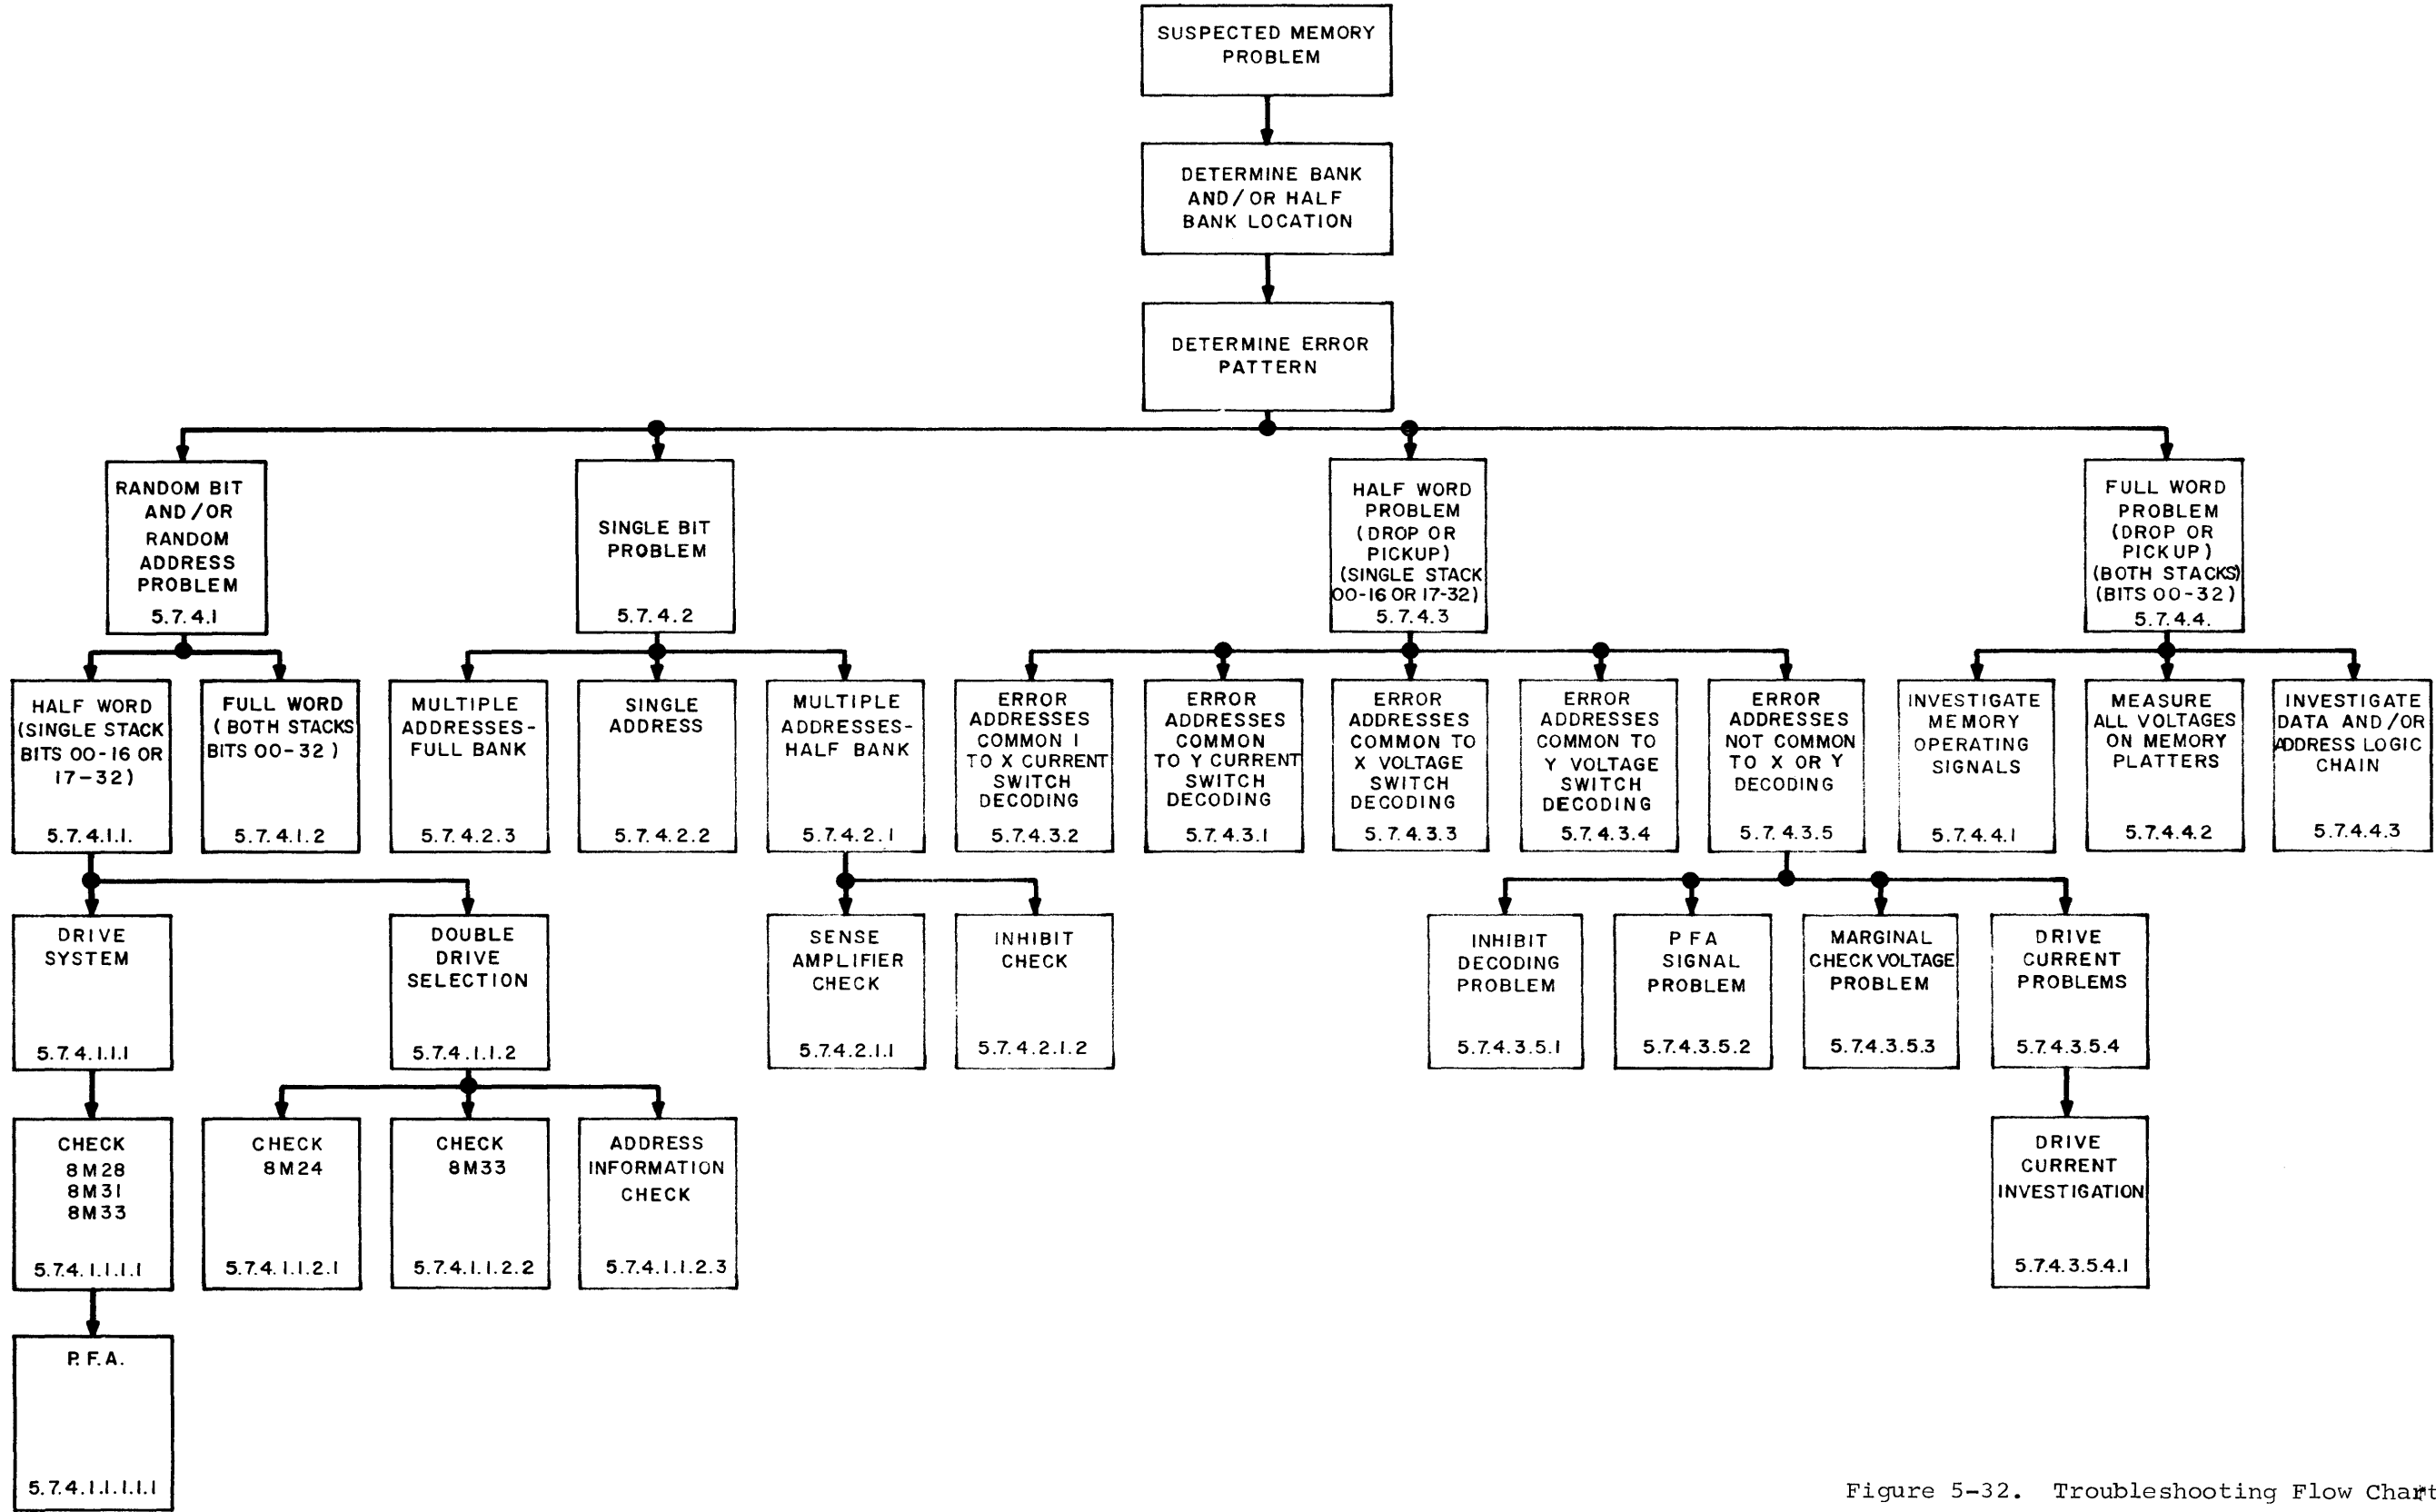 SUSPECTED MEMORY
PROBLEM
DETERMINE BANK
AND/OR HALF
BANK LOCATION
DETERMINE ERROR
PATTERN
RANDOM BIT
AND/OR
RANDOM
ADDRESS
PROBLEM
5.7.4.1
SINGLE BIT
PROBLEM
5.7.4.2
HALF WORD
PROBLEM
(DROP OR
PICKUP)
(SINGLE STACK
00-16 OR 17-32)
5.7.4.3
FULL WORD
PROBLEM
(DROP OR
PICKUP)
(BOTH STACKS)
(BITS 00-32)
5.7.4.4.
HALF WORD
(SINGLE STACK
BITS 00-16 OR
17-32)
5.7.4.1.1.
FULL WORD
(BOTH STACKS
BITS 00-32)
5.7.4.1.2
MULTIPLE
ADDRESSES-
FULL BANK
5.7.4.2.3
SINGLE
ADDRESS
5.7.4.2.2
MULTIPLE
ADDRESSES-
HALF BANK
5.7.4.2.1
ERROR
ADDRESSES
COMMON I
TO X CURRENT
SWITCH
DECODING
5.7.4.3.2
ERROR
ADDRESSES
COMMON
TO Y CURRENT
SWITCH
DECODING
5.7.4.3.1
ERROR
ADDRESSES
COMMON TO
X VOLTAGE
SWITCH
DECODING
5.7.4.3.3
ERROR
ADDRESSES
COMMON TO
Y VOLTAGE
SWITCH
DECODING
5.7.4.3.4
ERROR
ADDRESSES
NOT COMMON
TO X OR Y
DECODING
5.7.4.3.5
INVESTIGATE
MEMORY
OPERATING
SIGNALS
5.7.4.4.1
MEASURE
ALL VOLTAGES
ON MEMORY
PLATTERS
5.7.4.4.2
INVESTIGATE
DATA AND/OR
ADDRESS LOGIC
CHAIN
5.7.4.4.3
DRIVE
SYSTEM
5.7.4.1.1.1
DOUBLE
DRIVE
SELECTION
5.7.4.1.1.2
SENSE
AMPLIFIER
CHECK
5.7.4.2.1.1
INHIBIT
CHECK
5.7.4.2.1.2
INHIBIT
DECODING
PROBLEM
5.7.4.3.5.1
PFA
SIGNAL
PROBLEM
5.7.4.3.5.2
MARGINAL
CHECK VOLTAGE
PROBLEM
5.7.4.3.5.3
DRIVE
CURRENT
PROBLEMS
5.7.4.3.5.4
CHECK
8M28
8M31
8M33
5.7.4.1.1.1.1
CHECK
8M24
5.7.4.1.1.2.1
CHECK
8M33
5.7.4.1.1.2.2
ADDRESS
INFORMATION
CHECK
5.7.4.1.1.2.3
DRIVE
CURRENT
INVESTIGATION
5.7.4.3.5.4.1
P.F.A.
5.7.4.1.1.1.1.1
Figure 5-32. Troubleshooting Flow Chart